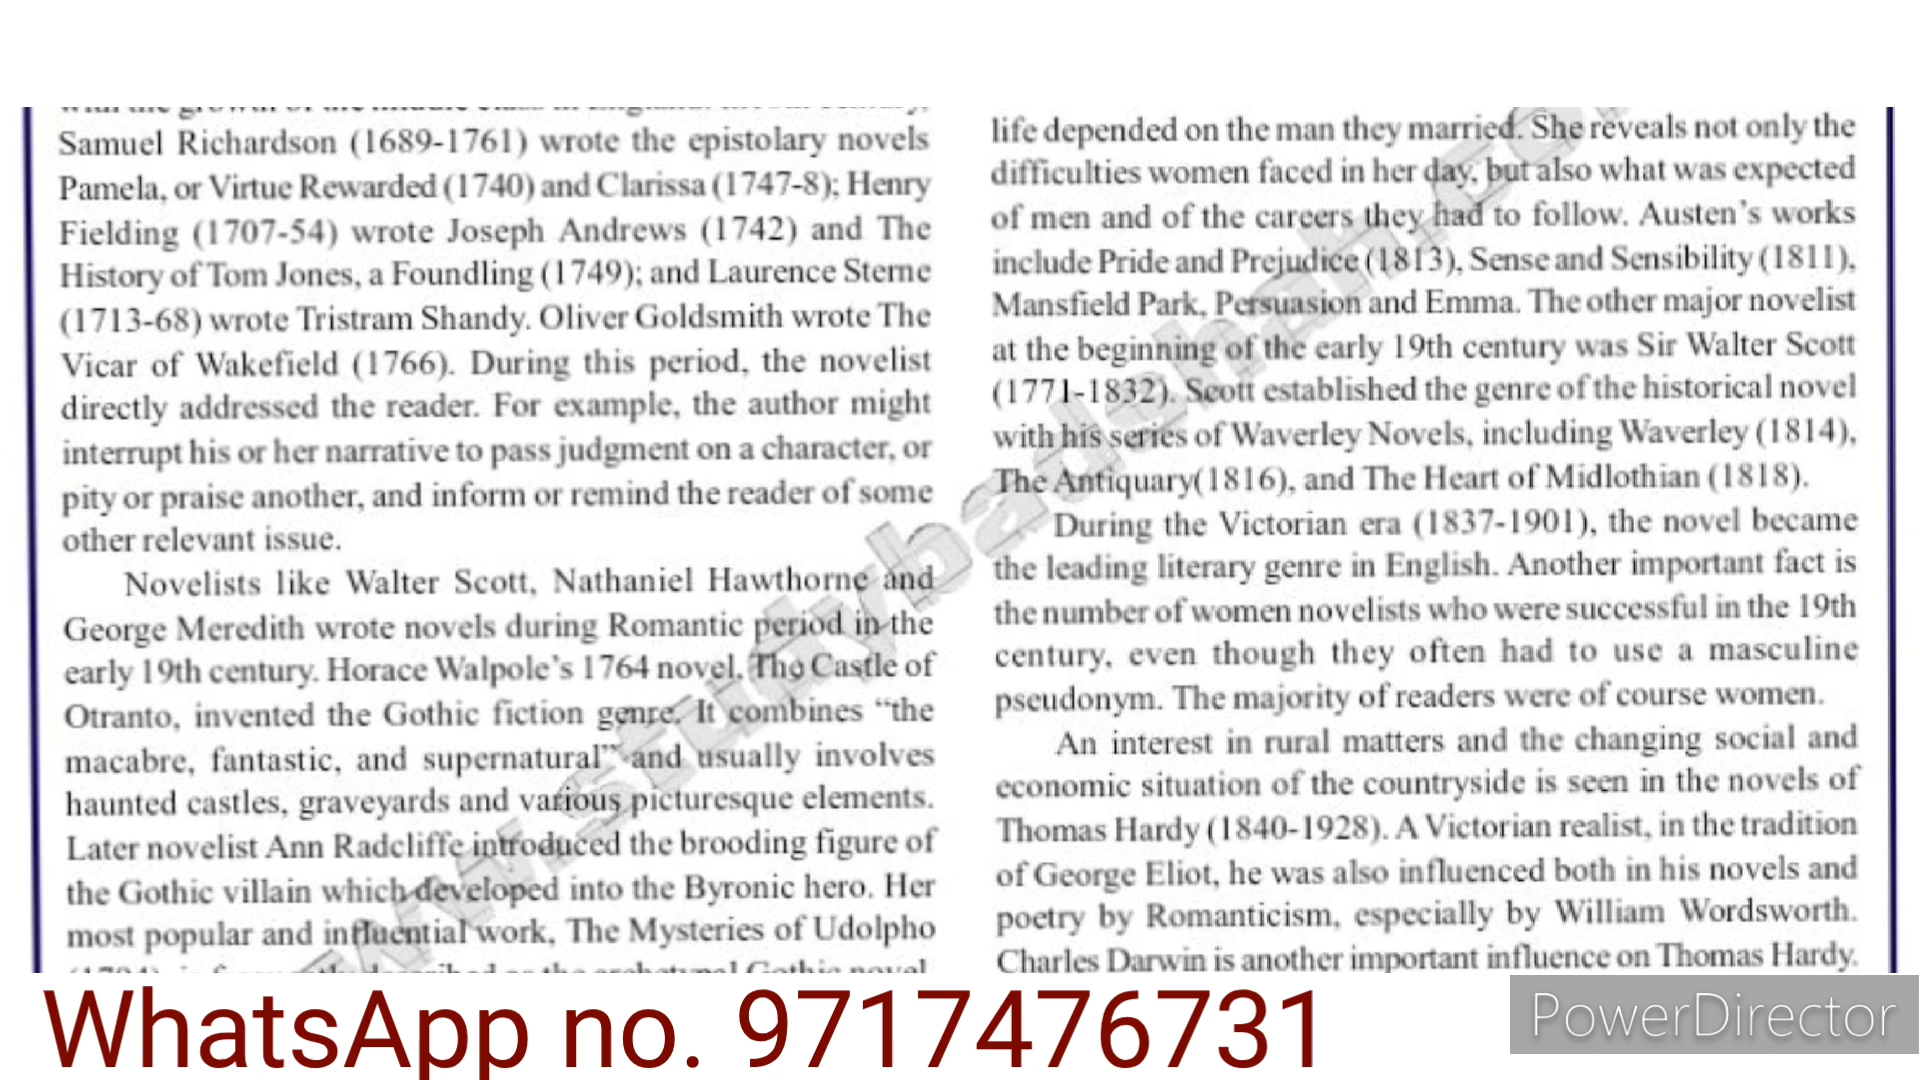 with the growth of the middle class in England.
Samuel Richardson (1689-1761) wrote the epistolary novels
Pamela, or Virtue Rewarded (1740) and Clarissa (1747-8); Henry
Fielding (1707-54) wrote Joseph Andrews (1742) and The
History of Tom Jones, a Foundling (1749); and Laurence Sterne
(1713-68) wrote Tristram Shandy. Oliver Goldsmith wrote The
Vicar of Wakefield (1766). During this period, the novelist
directly addressed the reader. For example, the author might
interrupt his or her narrative to pass judgment on a character, or
pity or praise another, and inform or remind the reader of some
other relevant issue.
Novelists like Walter Scott, Nathaniel Hawthorne and
George Meredith wrote novels during Romantic period in the
early 19th century. Horace Walpole's 1764 novel, The Castle of
Otranto, invented the Gothic fiction genre. It combines “the
macabre, fantastic, and supernatural” and usually involves
haunted castles, graveyards and various picturesque elements.
Later novelist Ann Radcliffe introduced the brooding figure of
the Gothic villain which developed into the Byronic hero. Her
most popular and influential work, The Mysteries of Udolpho
the archetypal Gothic novel
life depended on the man they married. She reveals not only the
difficulties women faced in her day, but also what was expected
of men and of the careers they had to follow. Austen's works
include Pride and Prejudice (1813), Sense and Sensibility (1811),
Mansfield Park, Persuasion and Emma. The other major novelist
at the beginning of the early 19th century was Sir Walter Scott
(1771-1832). Scott established the genre of the historical novel
with his series of Waverley Novels, including Waverley (1814),
The Antiquary(1816), and The Heart of Midlothian (1818).
During the Victorian era (1837-1901), the novel became
the leading literary genre in English. Another important fact is
the number of women novelists who were successful in the 19th
century, even though they often had to use a masculine
pseudonym. The majority of readers were of course women.
An interest in rural matters and the changing social and
economic situation of the countryside is seen in the novels of
Thomas Hardy (1840-1928). A Victorian realist, in the tradition
of George Eliot, he was also influenced both in his novels and
poetry by Romanticism, especially by William Wordsworth.
Charles Darwin is another important influence on Thomas Hardy.
www.studybadshah.co
WhatsApp no. 9717476731
PowerDirector